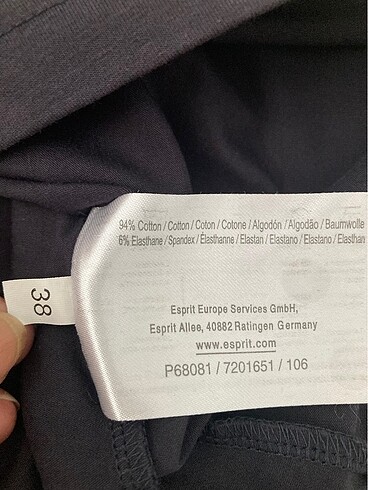 94% Cotton / Cotton / Coton / Cotone / Algodón / Algodão / Baumwolle
6% Elasthane / Spandex / Élasthanne / Elastan / Elastano / Elastano / Elasthan
Esprit Europe Services GmbH,
Esprit Allee, 40882 Ratingen Germany
www.esprit.com
P68081 / 7201651 / 106
38